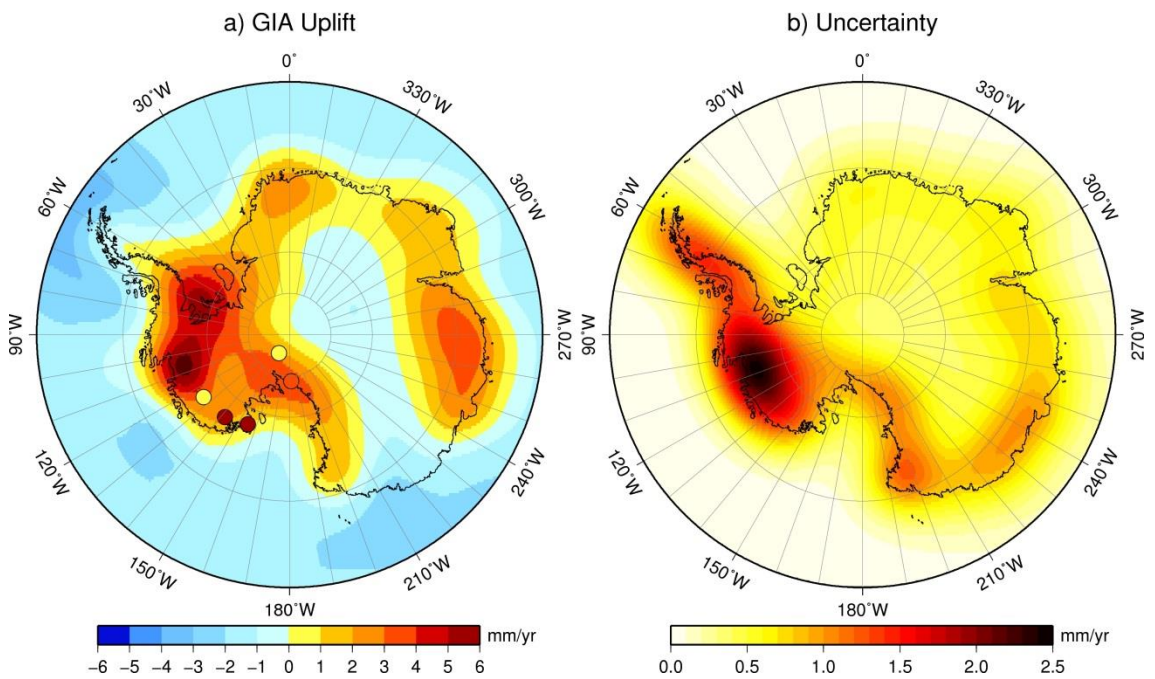 a) GIA Uplift
0°
30°W
330°W
60°W
300°W
90°W
270°W
120°W
240°W
150°W
210°W
180°W
mm/yr
−6 −5 −4 −3 −2 −1 0 1 2 3 4 5 6
b) Uncertainty
0°
30°W
330°W
60°W
300°W
90°W
270°W
120°W
240°W
150°W
210°W
180°W
mm/yr
0.0 0.5 1.0 1.5 2.0 2.5